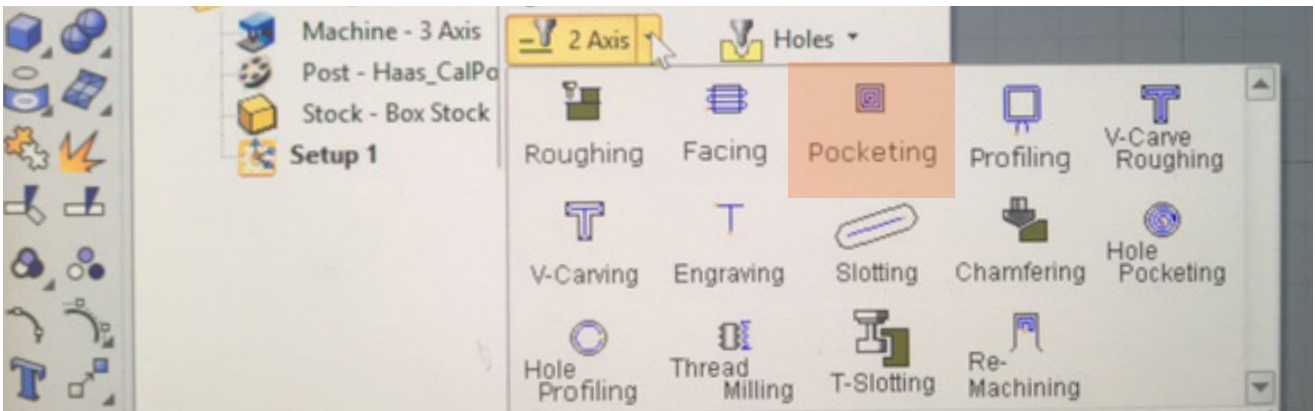 Machine - 3 Axis
Post - Haas_CalPo
Stock - Box Stock
Setup 1
2 Axis
Holes
Roughing
Facing
Pocketing
Profiling
V-Carve
Roughing
V-Carving
Engraving
Slotting
Chamfering
Hole
Pocketing
Hole
Profiling
Thread
Milling
T-Slotting
Re-
Machining